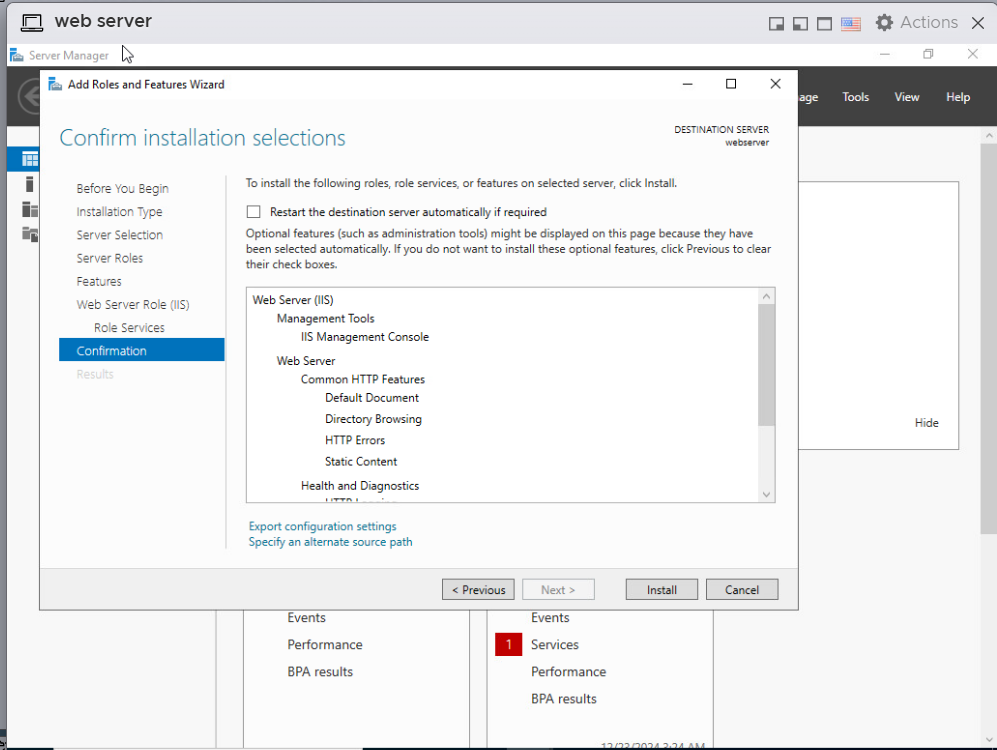 web server
Actions
Server Manager
Add Roles and Features Wizard
age
Tools
View
Help
Confirm installation selections
DESTINATION SERVER
webserver
Before You Begin
Installation Type
Server Selection
Server Roles
Features
Web Server Role (IIS)
Role Services
Confirmation
Results
To install the following roles, role services, or features on selected server, click Install.
Restart the destination server automatically if required
Optional features (such as administration tools) might be displayed on this page because they have
been selected automatically. If you do not want to install these optional features, click Previous to clear
their check boxes.
Web Server (IIS)
Management Tools
IIS Management Console
Web Server
Common HTTP Features
Default Document
Directory Browsing
HTTP Errors
Static Content
Health and Diagnostics
Export configuration settings
Specify an alternate source path
< Previous
Next >
Install
Cancel
Hide
Events
Performance
BPA results
Events
1 Services
Performance
BPA results
12/23/2024 3:24 AM